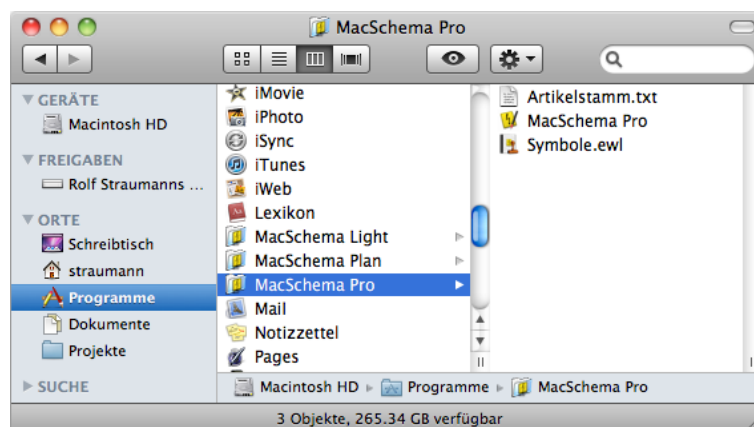 MacSchema Pro
GERÄTE
Macintosh HD
FREIGABEN
Rolf Straumanns ...
ORTE
Schreibtisch
straumann
Programme
Dokumente
Projekte
SUCHE
iMovie
iPhoto
iSync
iTunes
iWeb
Lexikon
MacSchema Light
MacSchema Plan
MacSchema Pro
Mail
Notizzettel
Pages
Artikelstamm.txt
MacSchema Pro
Symbole.ewl
Macintosh HD ▸ Programme ▸ MacSchema Pro
3 Objekte, 265.34 GB verfügbar